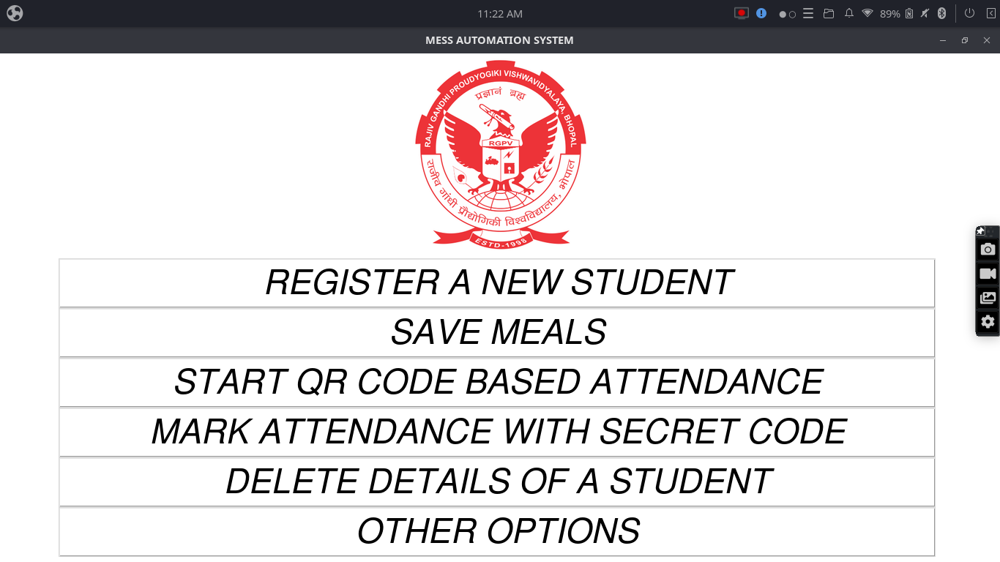 11:22 AM
89%
MESS AUTOMATION SYSTEM
RAJIV GANDHI PROUDYOGIKI VISHWAVIDYALAYA, BHOPAL
प्रज्ञानं ब्रह्म
RGPV
राजीव गांधी प्रौद्योगिकी विश्वविद्यालय, भोपाल
ESTD-1998
REGISTER A NEW STUDENT
SAVE MEALS
START QR CODE BASED ATTENDANCE
MARK ATTENDANCE WITH SECRET CODE
DELETE DETAILS OF A STUDENT
OTHER OPTIONS